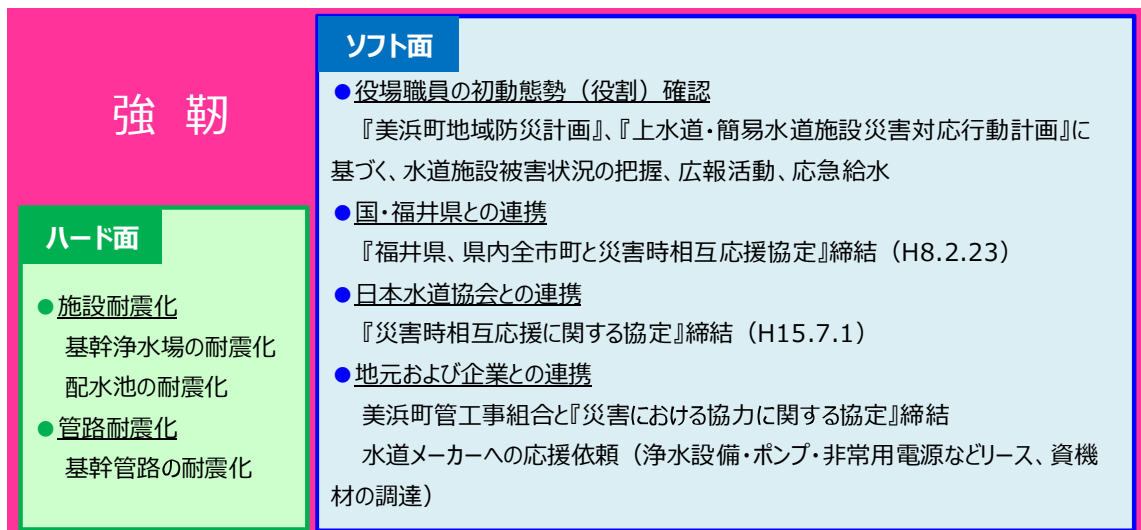 強 靭
ハード面
●施設耐震化
基幹浄水場の耐震化
配水池の耐震化
●管路耐震化
基幹管路の耐震化
ソフト面
●役場職員の初動態勢（役割）確認
『美浜町地域防災計画』、『上水道・簡易水道施設災害対応行動計画』に
基づく、水道施設被害状況の把握、広報活動、応急給水
●国・福井県との連携
『福井県、県内全市町と災害時相互応援協定』締結（H8.2.23）
●日本水道協会との連携
『災害時相互応援に関する協定』締結（H15.7.1）
●地元および企業との連携
美浜町管工事組合と『災害における協力に関する協定』締結
水道メーカーへの応援依頼（浄水設備・ポンプ・非常用電源などリース、資機
材の調達）